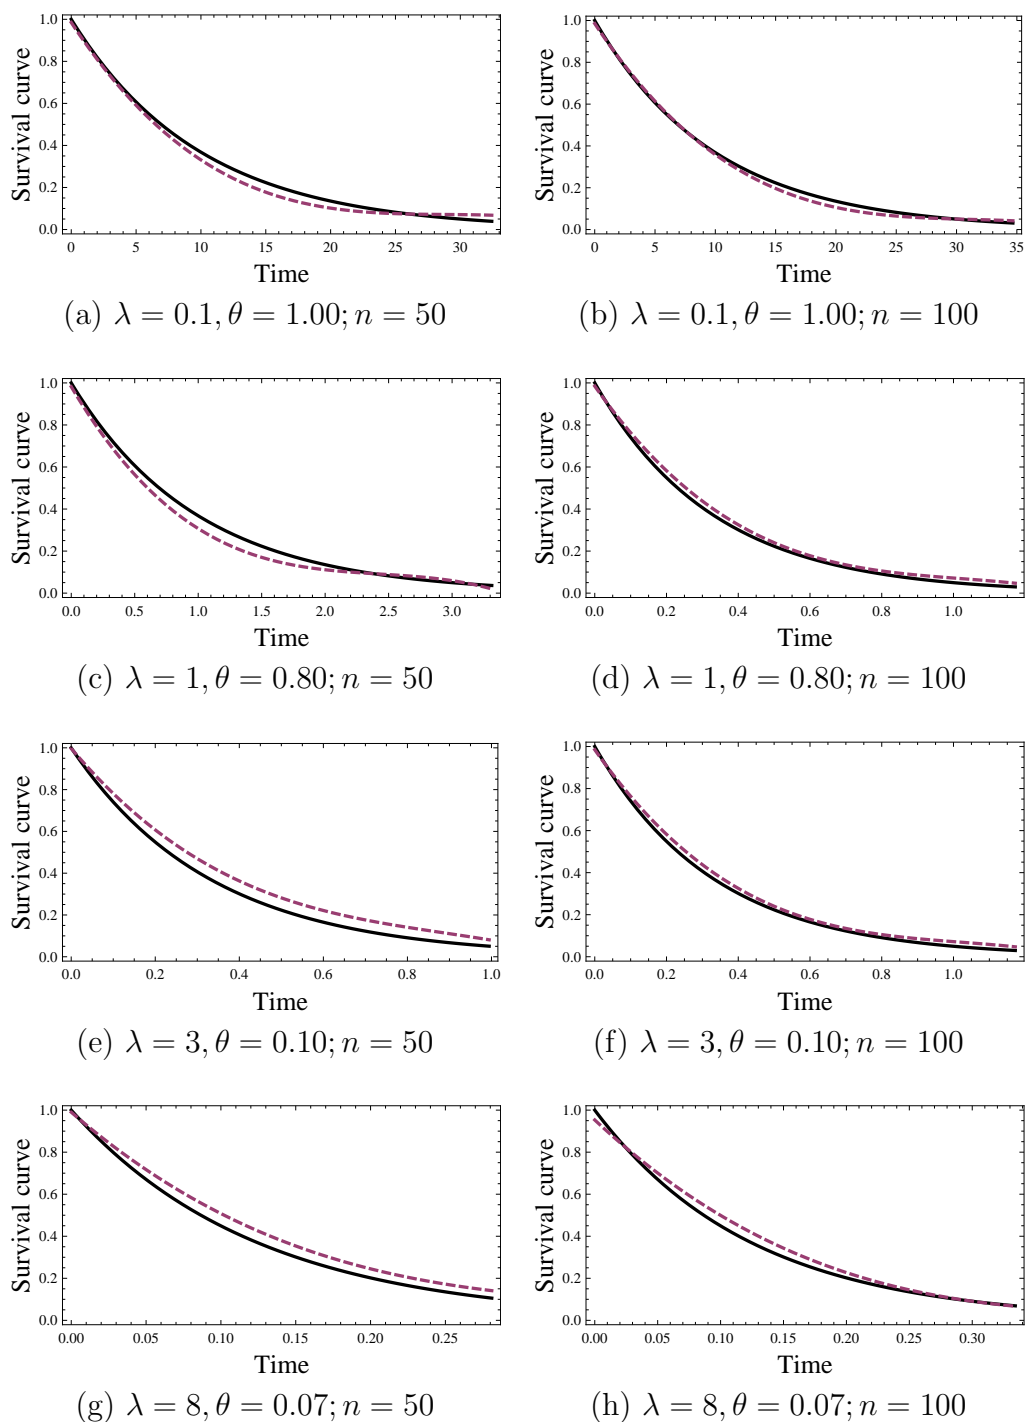 Survival curve
1.0
0.8
0.6
0.4
0.2
0.0
0 5 10 15 20 25 30
Time
(a) λ = 0.1, θ = 1.00; n = 50
Survival curve
1.0
0.8
0.6
0.4
0.2
0.0
0 5 10 15 20 25 30 35
Time
(b) λ = 0.1, θ = 1.00; n = 100
Survival curve
1.0
0.8
0.6
0.4
0.2
0.0
0.0 0.5 1.0 1.5 2.0 2.5 3.0
Time
(c) λ = 1, θ = 0.80; n = 50
Survival curve
1.0
0.8
0.6
0.4
0.2
0.0
0.0 0.2 0.4 0.6 0.8 1.0
Time
(d) λ = 1, θ = 0.80; n = 100
Survival curve
1.0
0.8
0.6
0.4
0.2
0.0
0.0 0.2 0.4 0.6 0.8 1.0
Time
(e) λ = 3, θ = 0.10; n = 50
Survival curve
1.0
0.8
0.6
0.4
0.2
0.0
0.0 0.2 0.4 0.6 0.8 1.0
Time
(f) λ = 3, θ = 0.10; n = 100
Survival curve
1.0
0.8
0.6
0.4
0.2
0.0
0.00 0.05 0.10 0.15 0.20 0.25
Time
(g) λ = 8, θ = 0.07; n = 50
Survival curve
1.0
0.8
0.6
0.4
0.2
0.0
0.00 0.05 0.10 0.15 0.20 0.25 0.30
Time
(h) λ = 8, θ = 0.07; n = 100